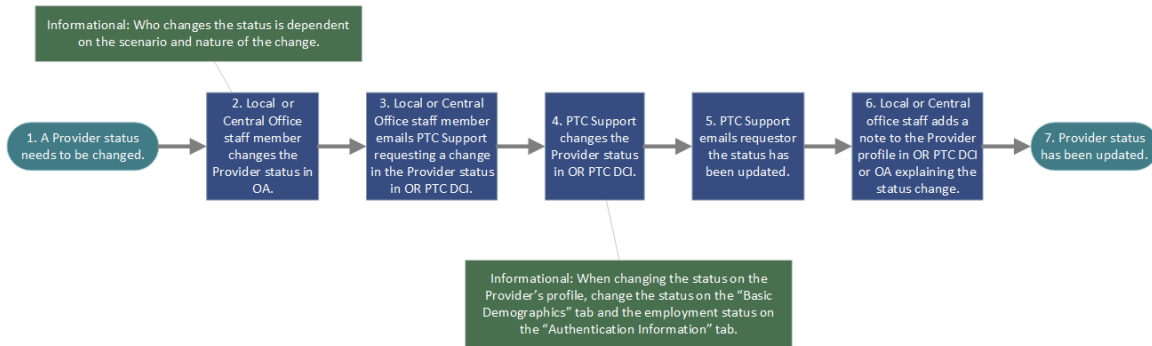 Informational: Who changes the status is dependent
on the scenario and nature of the change.
1. A Provider status
needs to be changed.
2. Local or
Central Office
staff member
changes the
Provider status in
OA.
3. Local or Central
Office staff member
emails PTC Support
requesting a change
in the Provider status
in OR PTC DCI.
4. PTC Support
changes the
Provider status
in OR PTC DCI.
5. PTC Support
emails requestor
the status has
been updated.
6. Local or Central
office staff adds a
note to the Provider
profile in OR PTC DCI
or OA explaining the
status change.
7. Provider status
has been updated.
Informational: When changing the status on the
Provider’s profile, change the status on the “Basic
Demographics” tab and the employment status on
the “Authentication Information” tab.